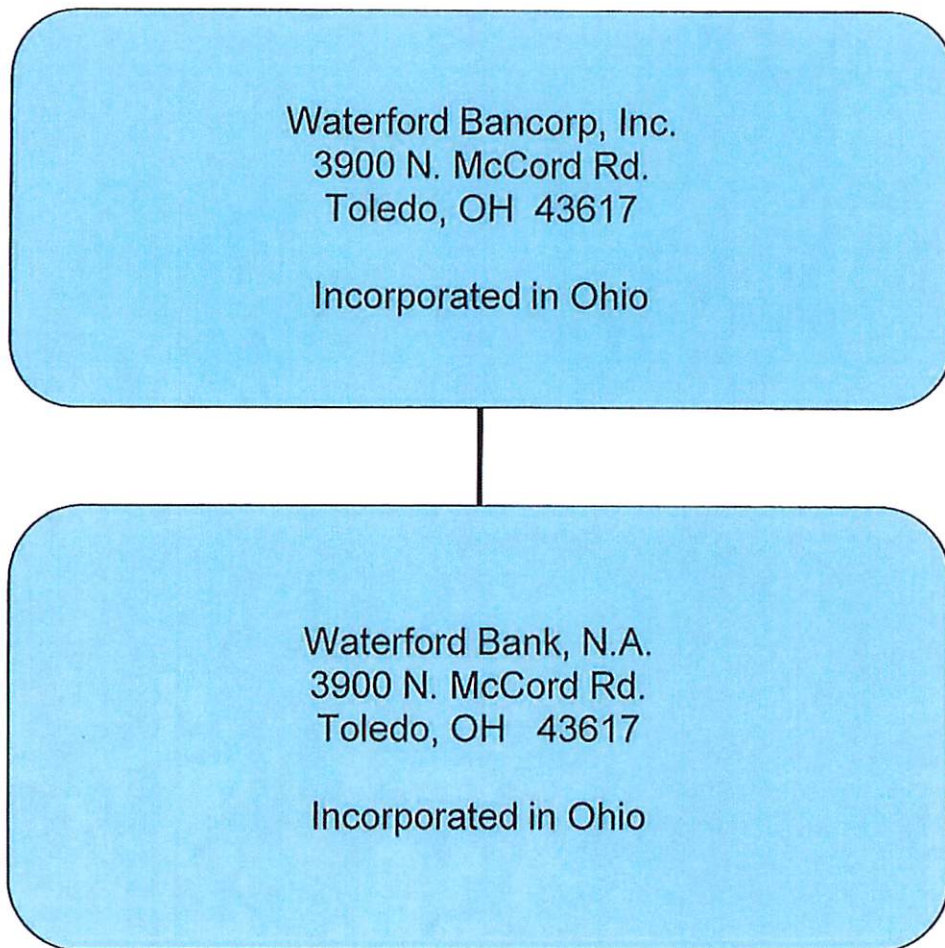 Waterford Bancorp, Inc.
3900 N. McCord Rd.
Toledo, OH  43617
Incorporated in Ohio
Waterford Bank, N.A.
3900 N. McCord Rd.
Toledo, OH   43617
Incorporated in Ohio